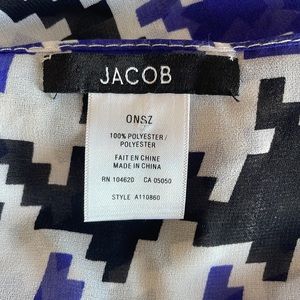 JACOB
ONSZ
100% POLYESTER /
POLYESTER
FAIT EN CHINE
MADE IN CHINA
RN 104620 CA 05050
STYLE A110860